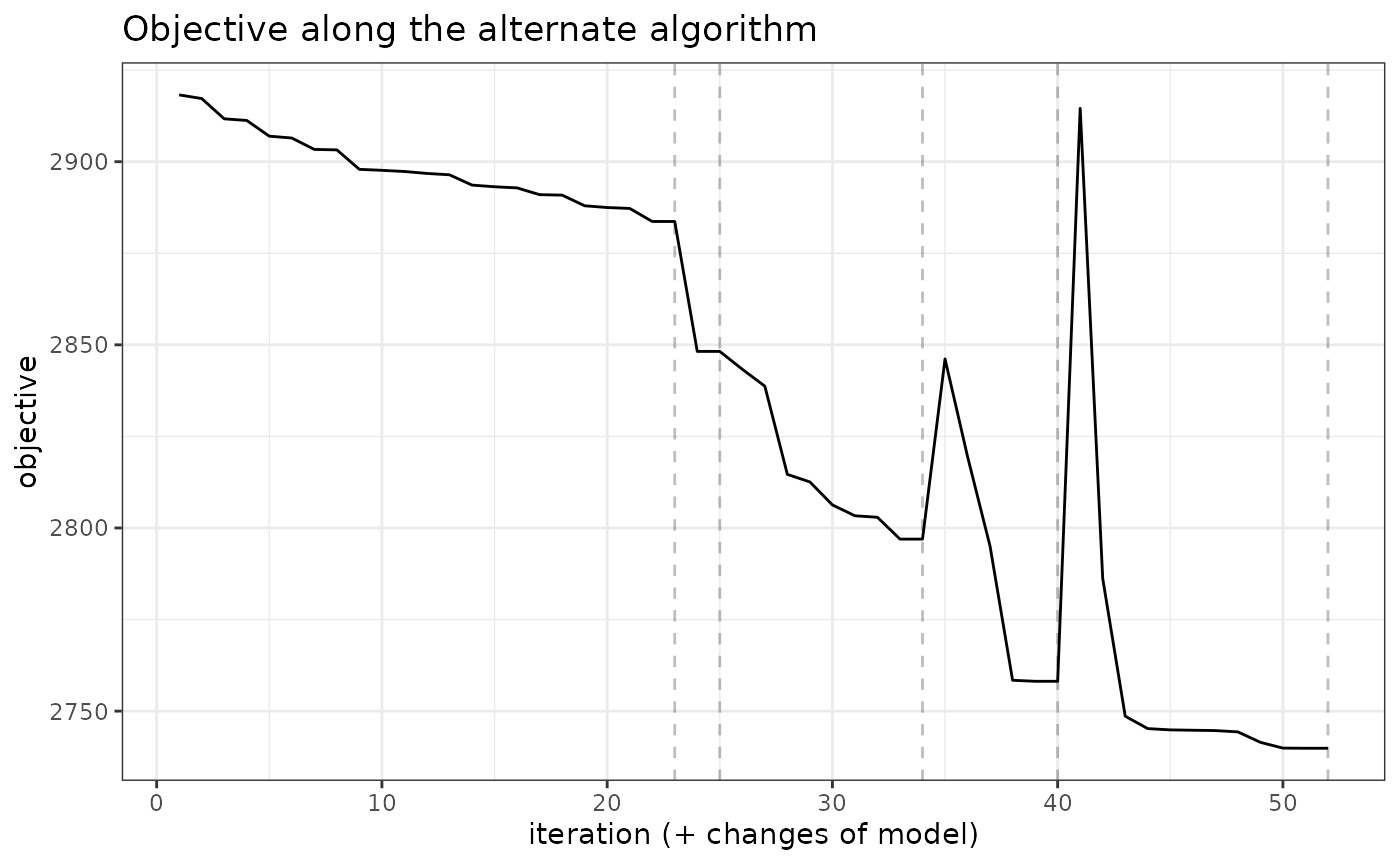 Objective along the alternate algorithm
objective
2900
2850
2800
2750
0 10 20 30 40 50
iteration (+ changes of model)